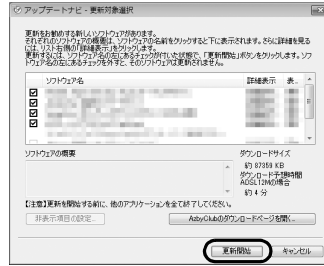 アップデートナビ - 更新対象選択
更新をお勧めする新しいソフトウェアがあります。
それぞれのソフトウェアの概要は、ソフトウェアの名前をクリックすると下に表示されます。さらに詳細を見る
には、リスト右側の「詳細表示」をクリックします。
更新するには、ソフトウェア名の左にあるチェックが付いた状態で、「更新開始」ボタンをクリックします。ソフ
トウェア名の左にあるチェックを外すと、そのソフトウェアは更新されません。
ソフトウェア名 詳細表示 表..
ソフトウェアの概要 ダウンロードサイズ
約 87359 KB
ダウンロード予想時間
ADSL12Mの場合
約 4 分
【注意】更新を開始する前に、他のアプリケーションを全て終了してください。
非表示項目の設定... AzbyClubのダウンロードページを開く...
更新開始 キャンセル